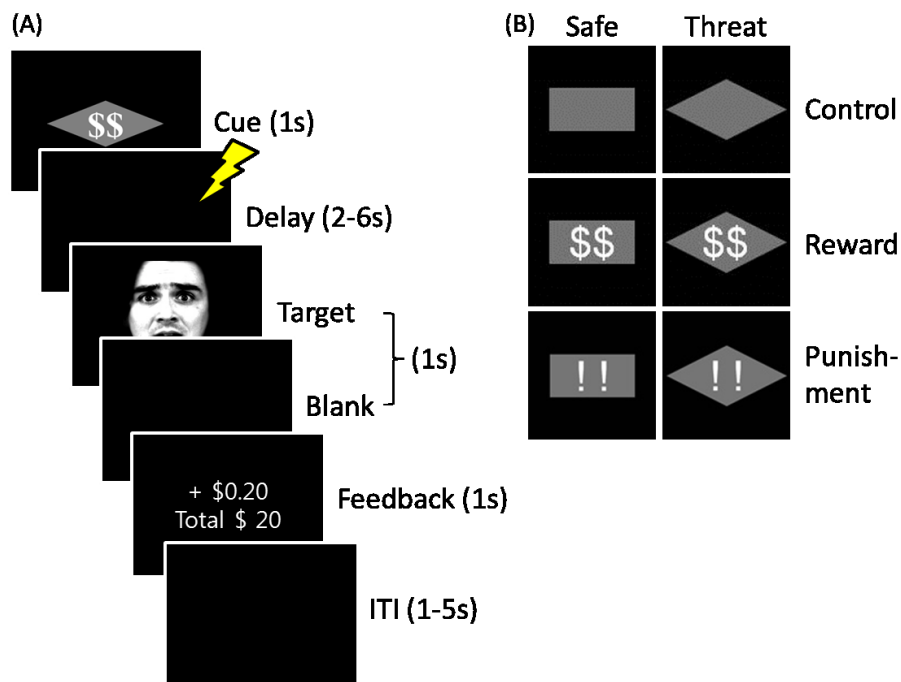 (A)
$$
Cue (1s)
Delay (2-6s)
Target
(1s)
Blank
+ $0.20
Total $ 20
Feedback (1s)
ITI (1-5s)
(B)
Safe Threat
Control
$$ $$
Reward
!! !!
Punish-
ment